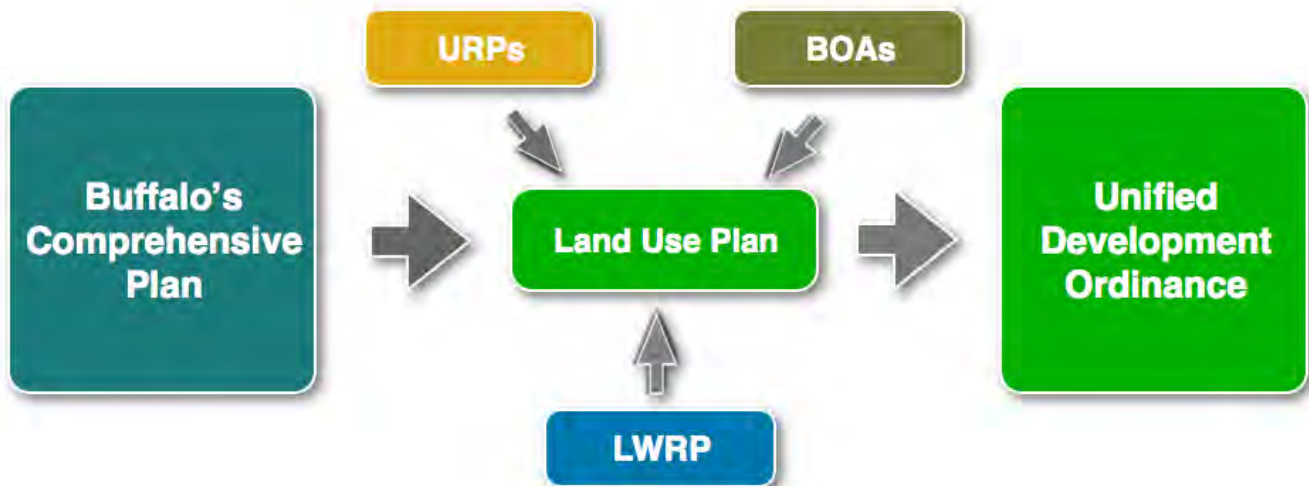 URPs
BOAs
Buffalo’s
Comprehensive
Plan
Land Use Plan
Unified
Development
Ordinance
LWRP